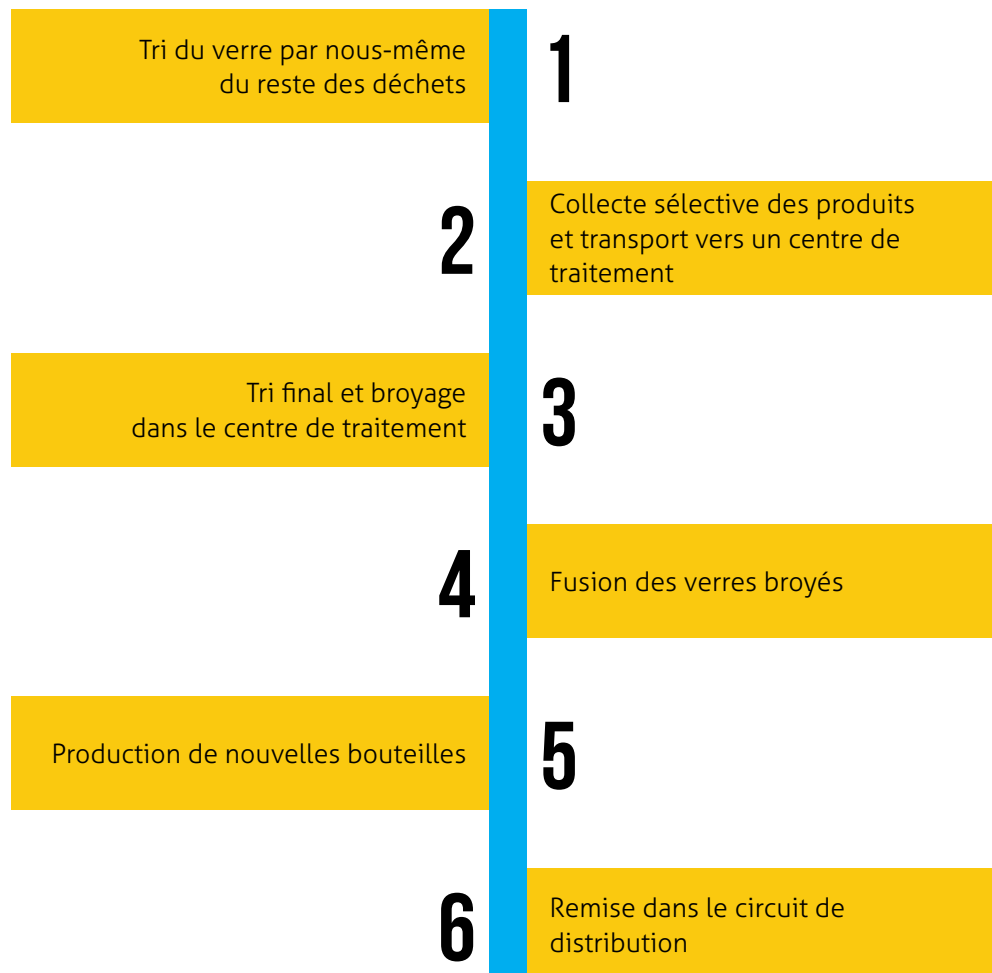 Tri du verre par nous-même
du reste des déchets
1
2
Collecte sélective des produits
et transport vers un centre de
traitement
Tri final et broyage
dans le centre de traitement
3
4
Fusion des verres broyés
Production de nouvelles bouteilles
5
6
Remise dans le circuit de
distribution